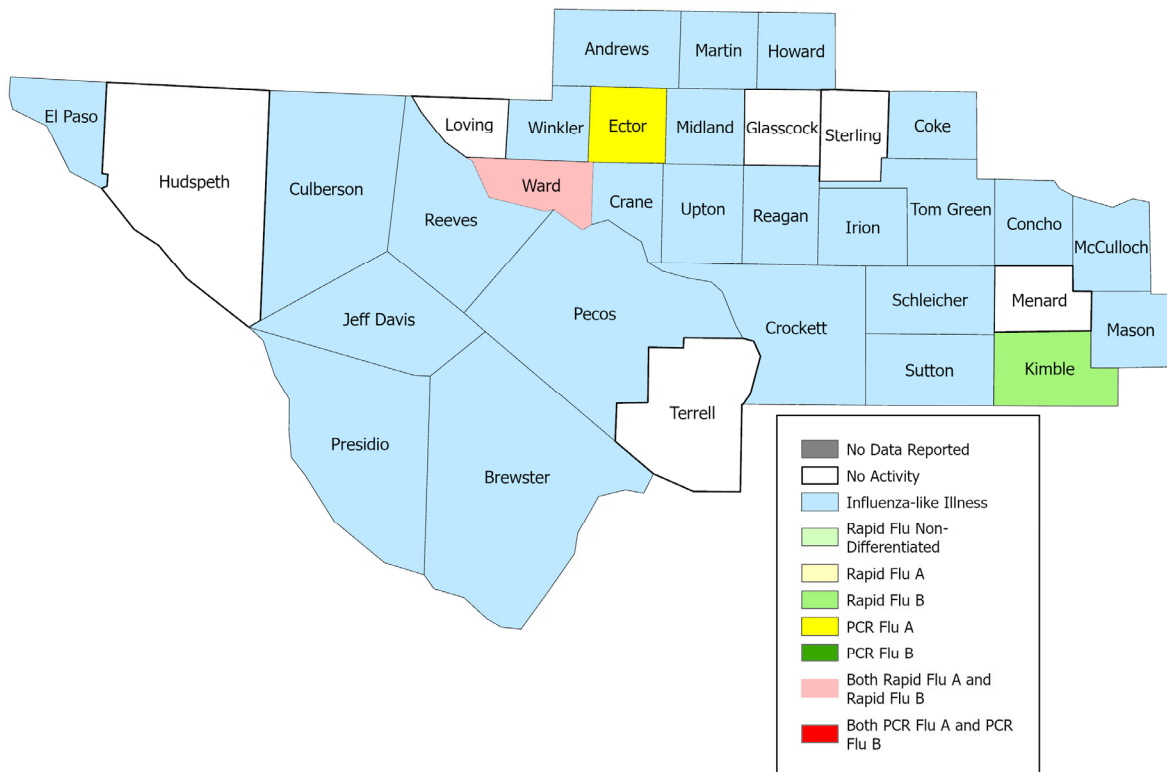 Andrews
Martin
Howard
El Paso
Hudspeth
Culberson
Reeves
Loving
Winkler
Ector
Midland
Glasscock
Sterling
Coke
Ward
Crane
Upton
Reagan
Irion
Tom Green
Concho
McCulloch
Jeff Davis
Pecos
Crockett
Schleicher
Menard
Mason
Sutton
Kimble
Terrell
Presidio
Brewster
No Data Reported
No Activity
Influenza-like Illness
Rapid Flu Non-
Differentiated
Rapid Flu A
Rapid Flu B
PCR Flu A
PCR Flu B
Both Rapid Flu A and
Rapid Flu B
Both PCR Flu A and PCR
Flu B